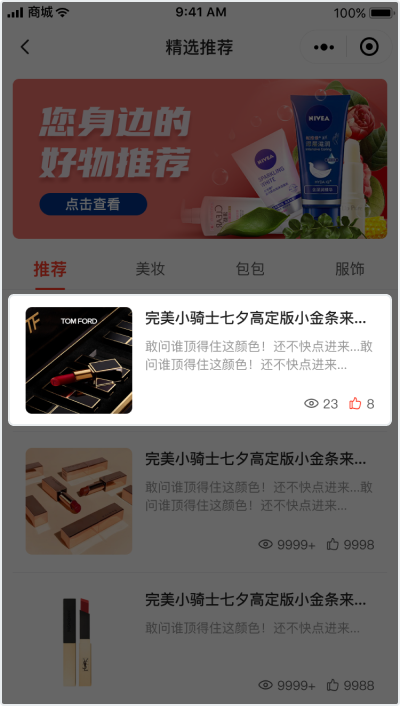 商城
9:41 AM
100%
精选推荐
您身边的
好物推荐
点击查看
NIVEA
NIVEA
SPARKLING
WHITE
推荐
美妆
包包
服饰
TF
TOM FORD
完美小骑士七夕高定版小金条来...
敢问谁顶得住这颜色！还不快点进来...敢
问谁顶得住这颜色！还不快点进来...
23
8
完美小骑士七夕高定版小金条来...
敢问谁顶得住这颜色！还不快点进来...敢
问谁顶得住这颜色！还不快点进来...
9999+
9998
完美小骑士七夕高定版小金条来...
敢问谁顶得住这颜色！还不快点进来...
9999+
9988